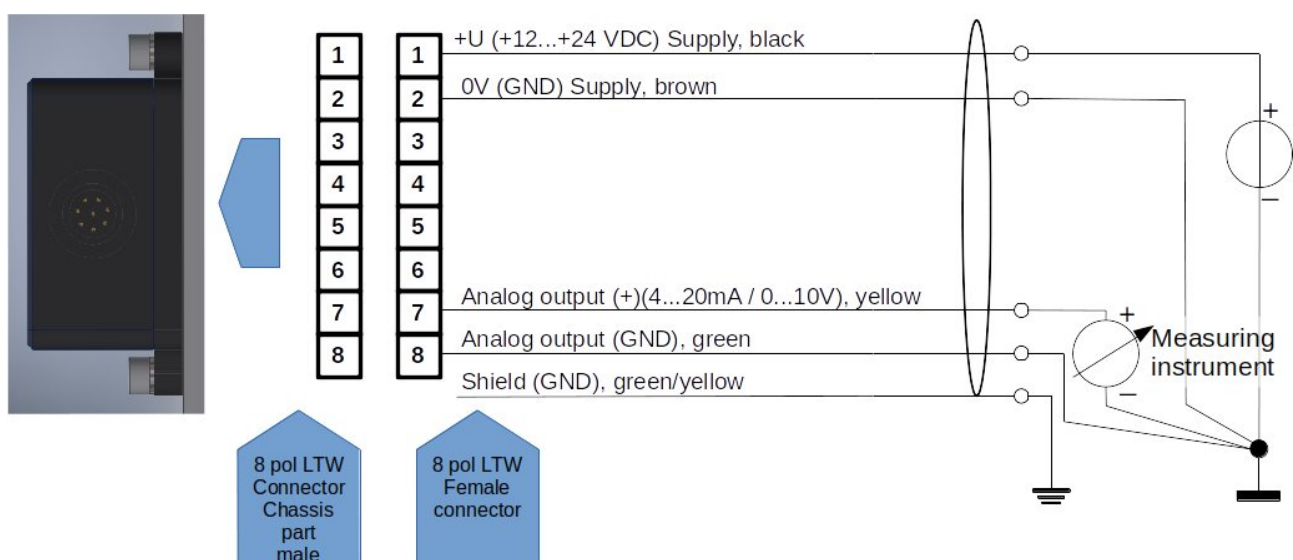 1 1 +U (+12...+24 VDC) Supply, black
2 2 0V (GND) Supply, brown
3 3
4 4
5 5
6 6
7 7 Analog output (+)(4...20mA / 0...10V), yellow
8 8 Analog output (GND), green
Shield (GND), green/yellow
+
−
+
−
Measuring
instrument
8 pol LTW
Connector
Chassis
part
male
8 pol LTW
Female
connector